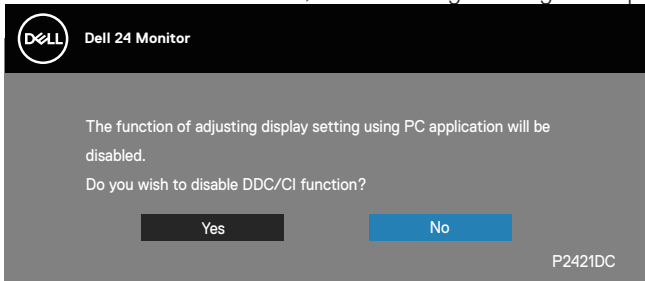 DELL
Dell 24 Monitor
The function of adjusting display setting using PC application will be
disabled.
Do you wish to disable DDC/CI function?
Yes
No
P2421DC